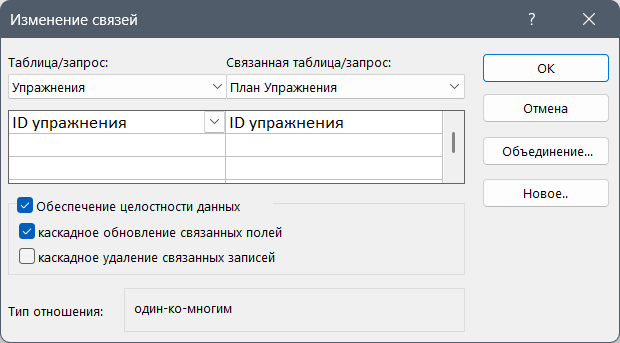 Изменение связей
?
Таблица/запрос: Связанная таблица/запрос:
Упражнения План Упражнения
ID упражнения ID упражнения
OK
Отмена
Объединение...
Новое..
Обеспечение целостности данных
каскадное обновление связанных полей
каскадное удаление связанных записей
Тип отношения: один-ко-многим